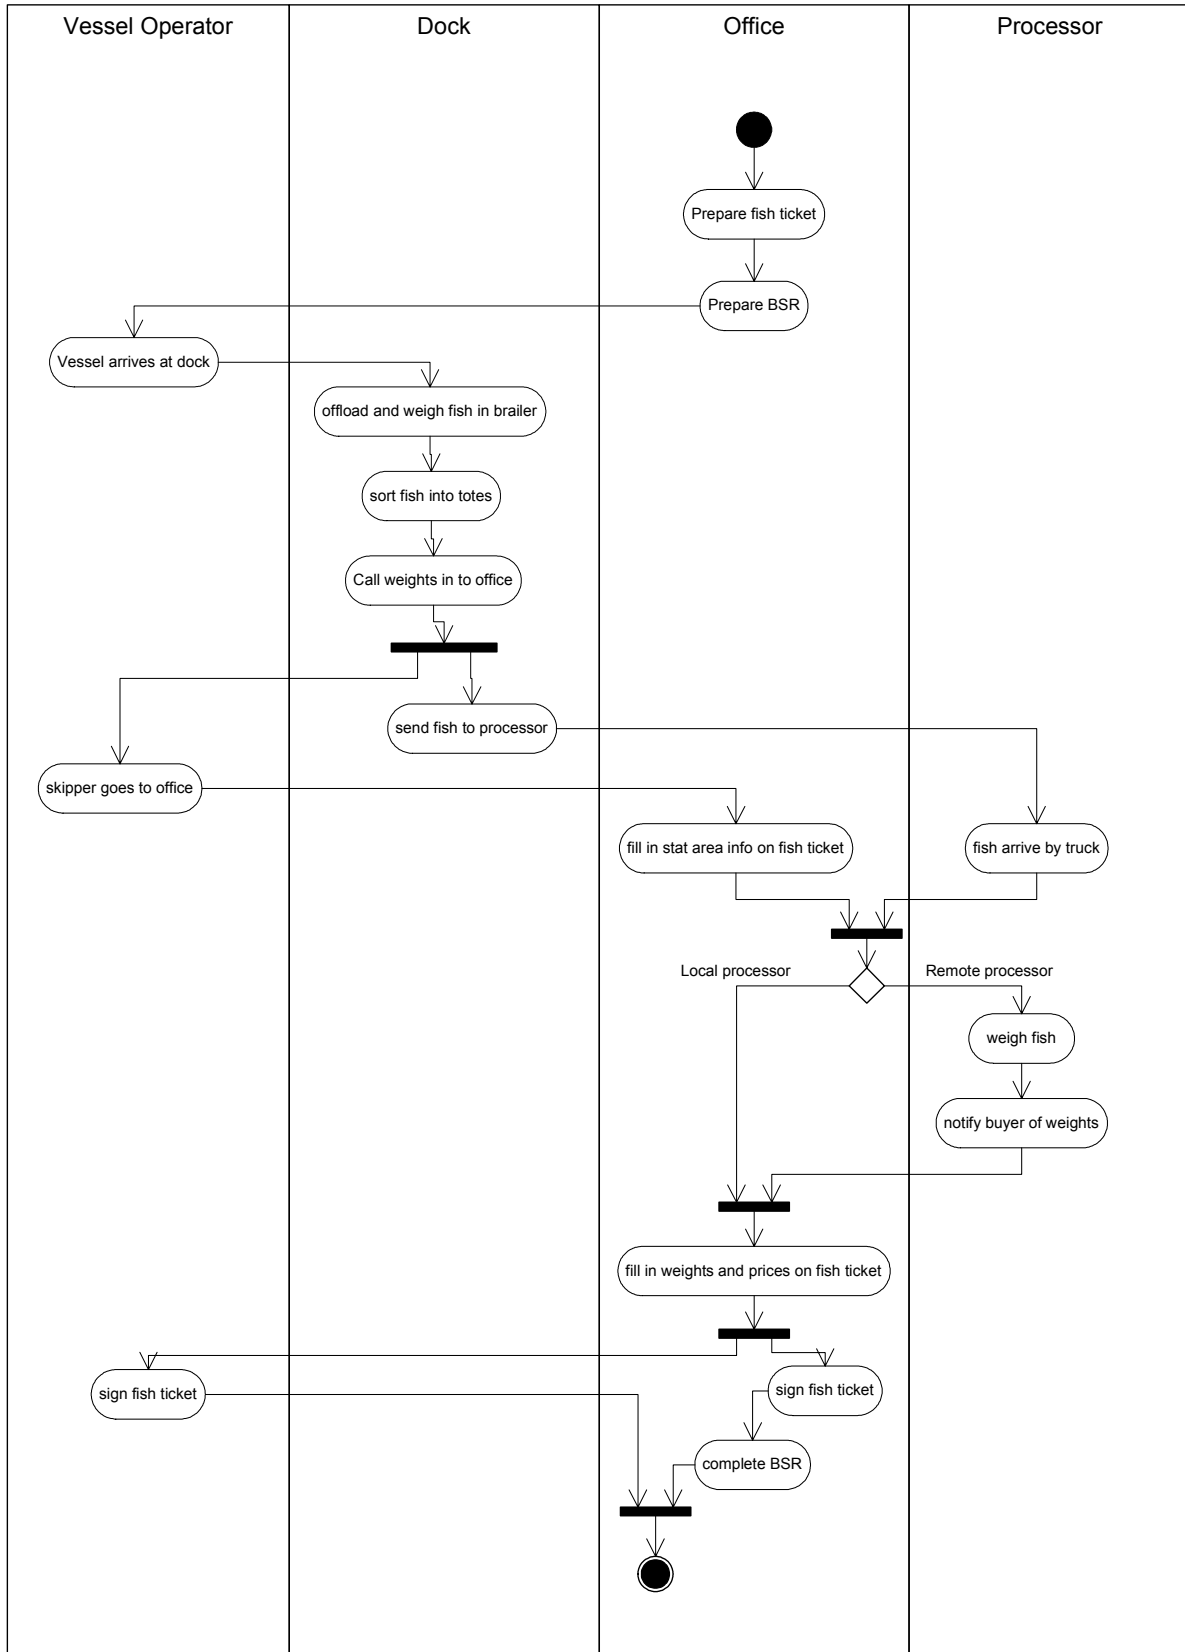 Vessel Operator
Dock
Office
Processor
Prepare fish ticket
Prepare BSR
Vessel arrives at dock
offload and weigh fish in brailer
sort fish into totes
Call weights in to office
send fish to processor
skipper goes to office
fill in stat area info on fish ticket
fish arrive by truck
Local processor
Remote processor
weigh fish
notify buyer of weights
fill in weights and prices on fish ticket
sign fish ticket
sign fish ticket
complete BSR